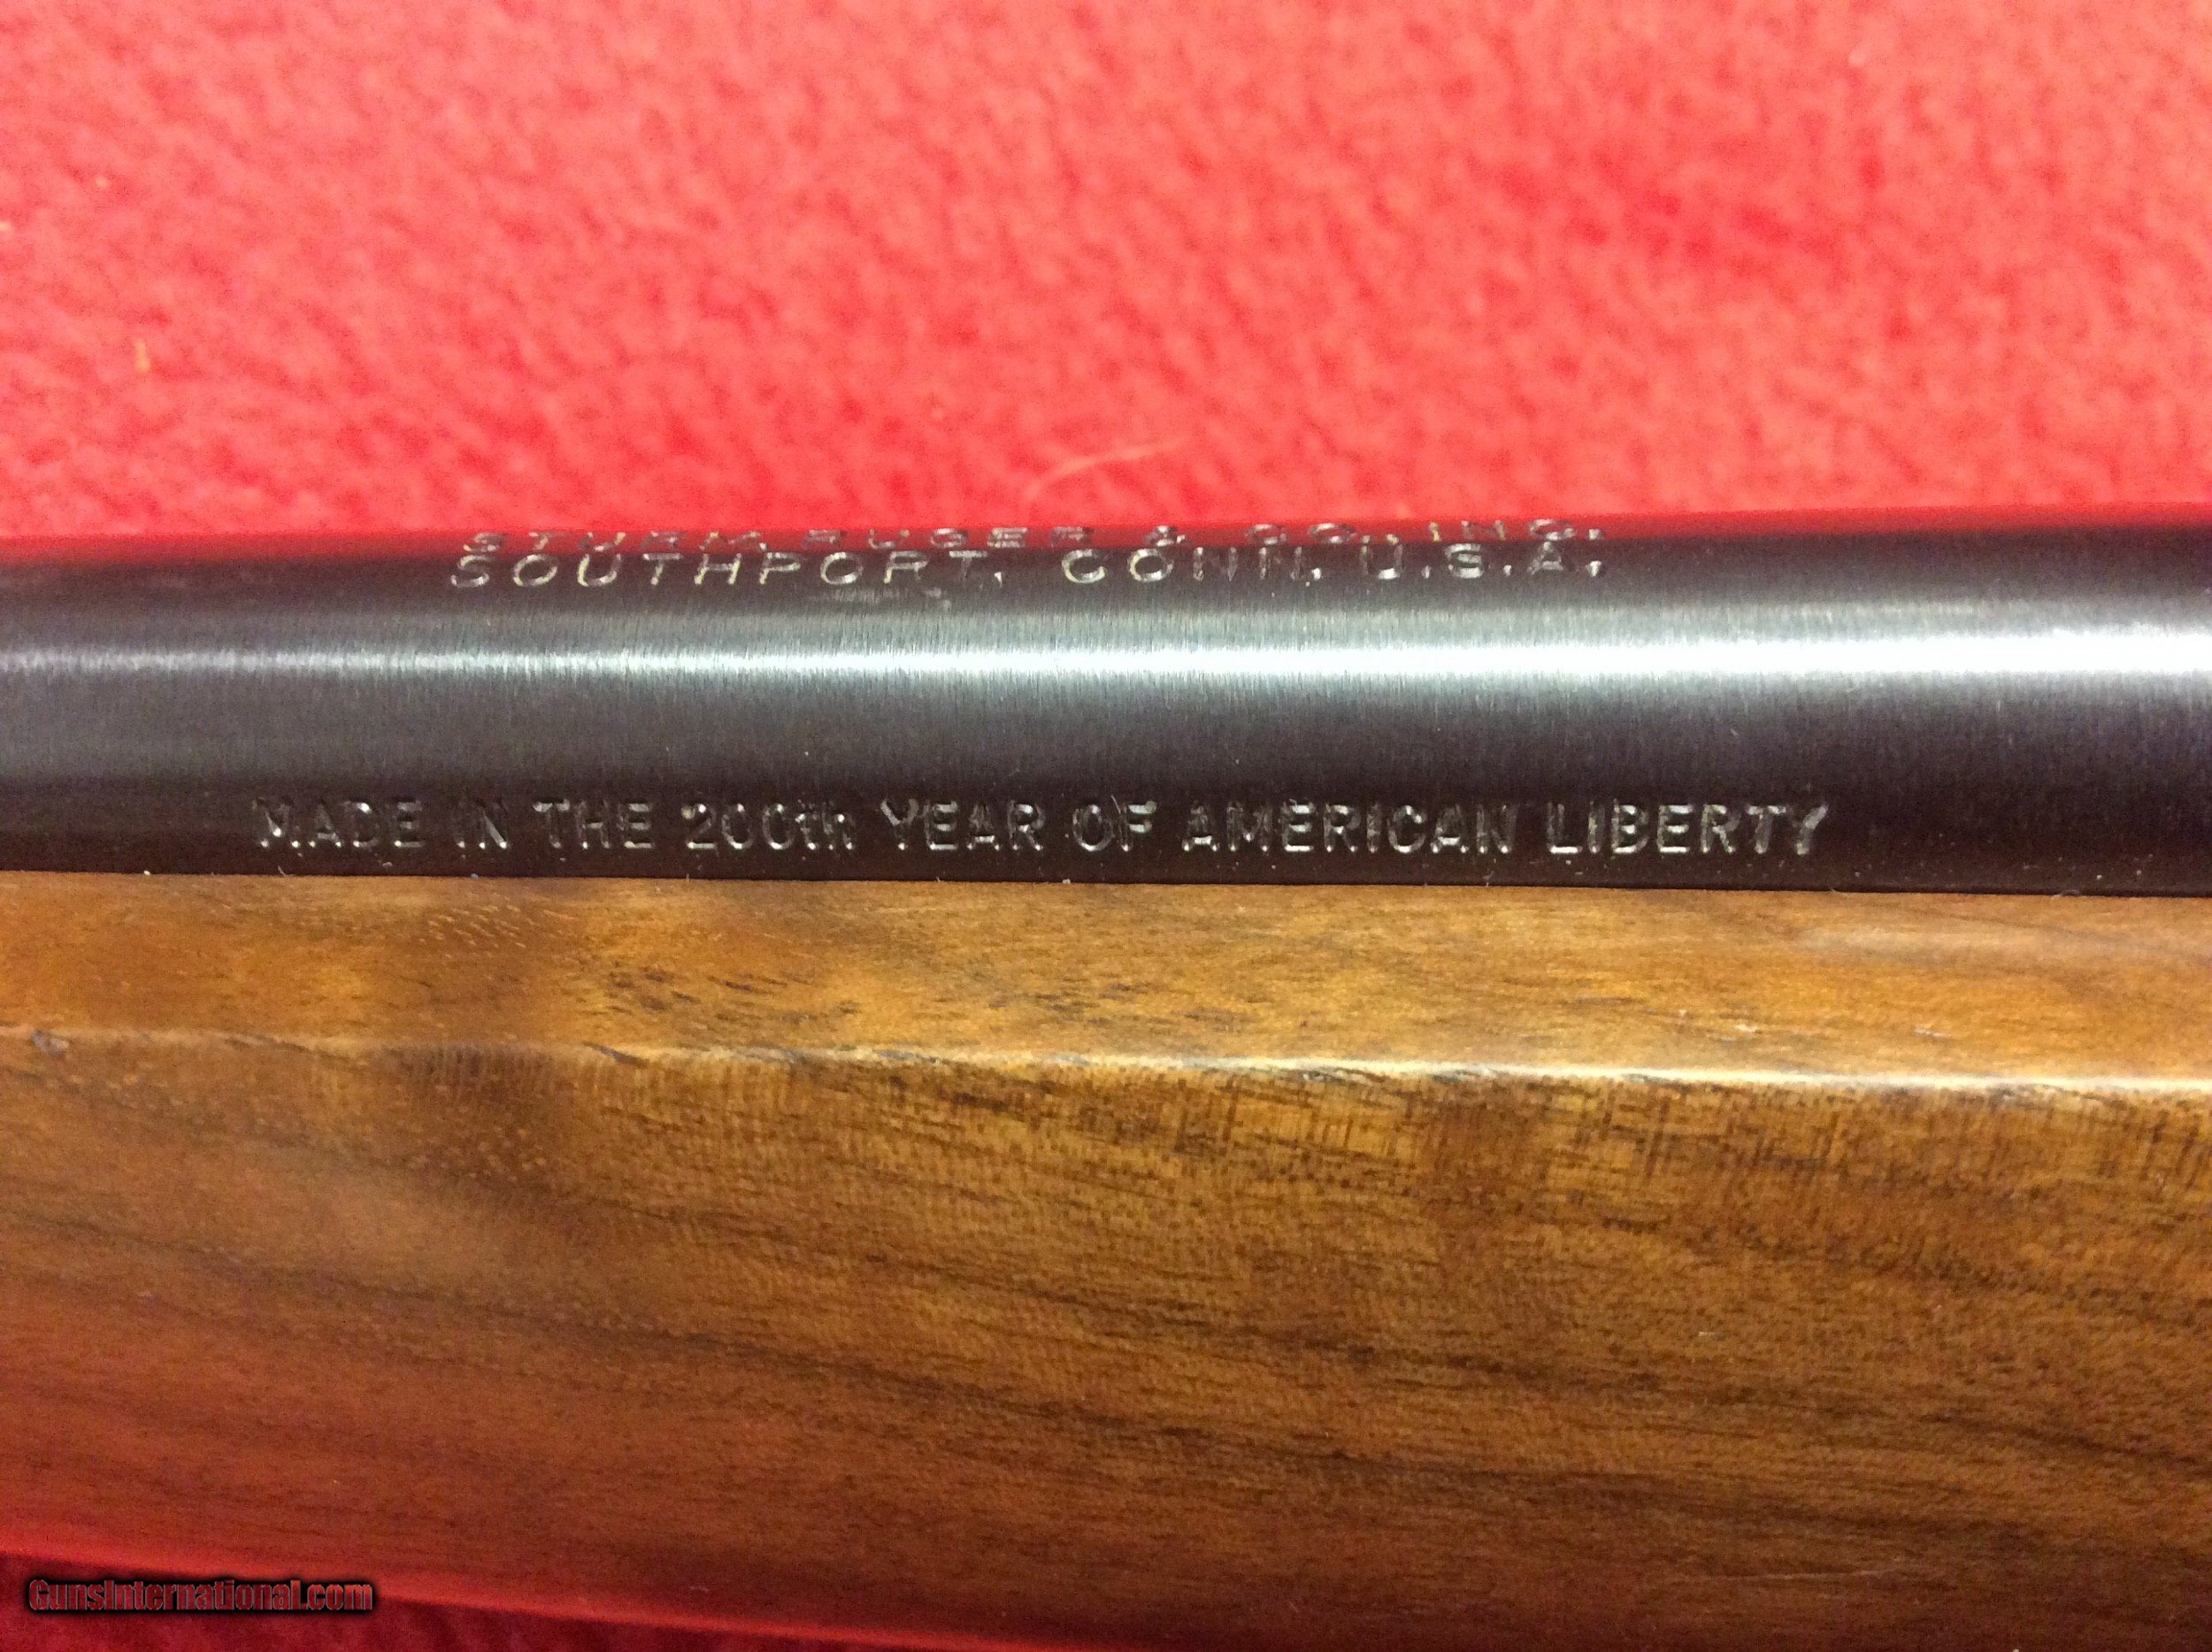 STURM, RUGER & CO., INC.
SOUTHPORT, CONN, U.S.A.
MADE IN THE 200th YEAR OF AMERICAN LIBERTY
GunsInternational.com